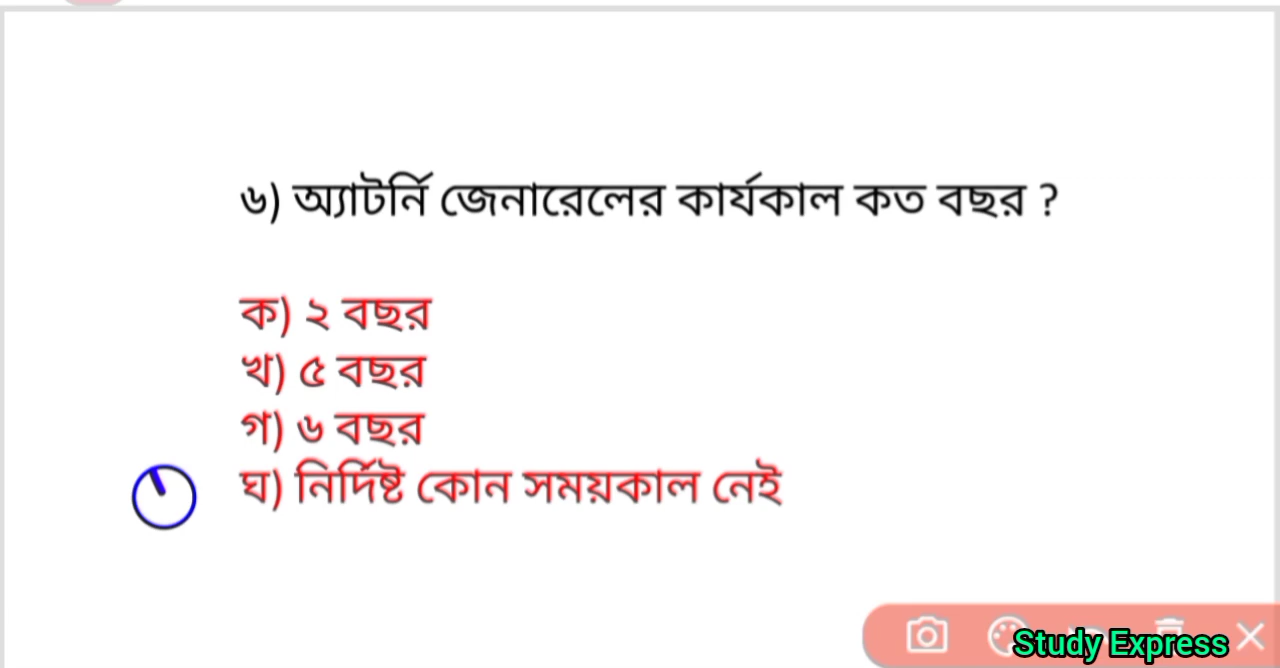 ৬) অ্যাটর্নি জেনারেলের কার্যকাল কত বছর ?
ক) ২ বছর
খ) ৫ বছর
গ) ৬ বছর
ঘ) নির্দিষ্ট কোন সময়কাল নেই
Study Express